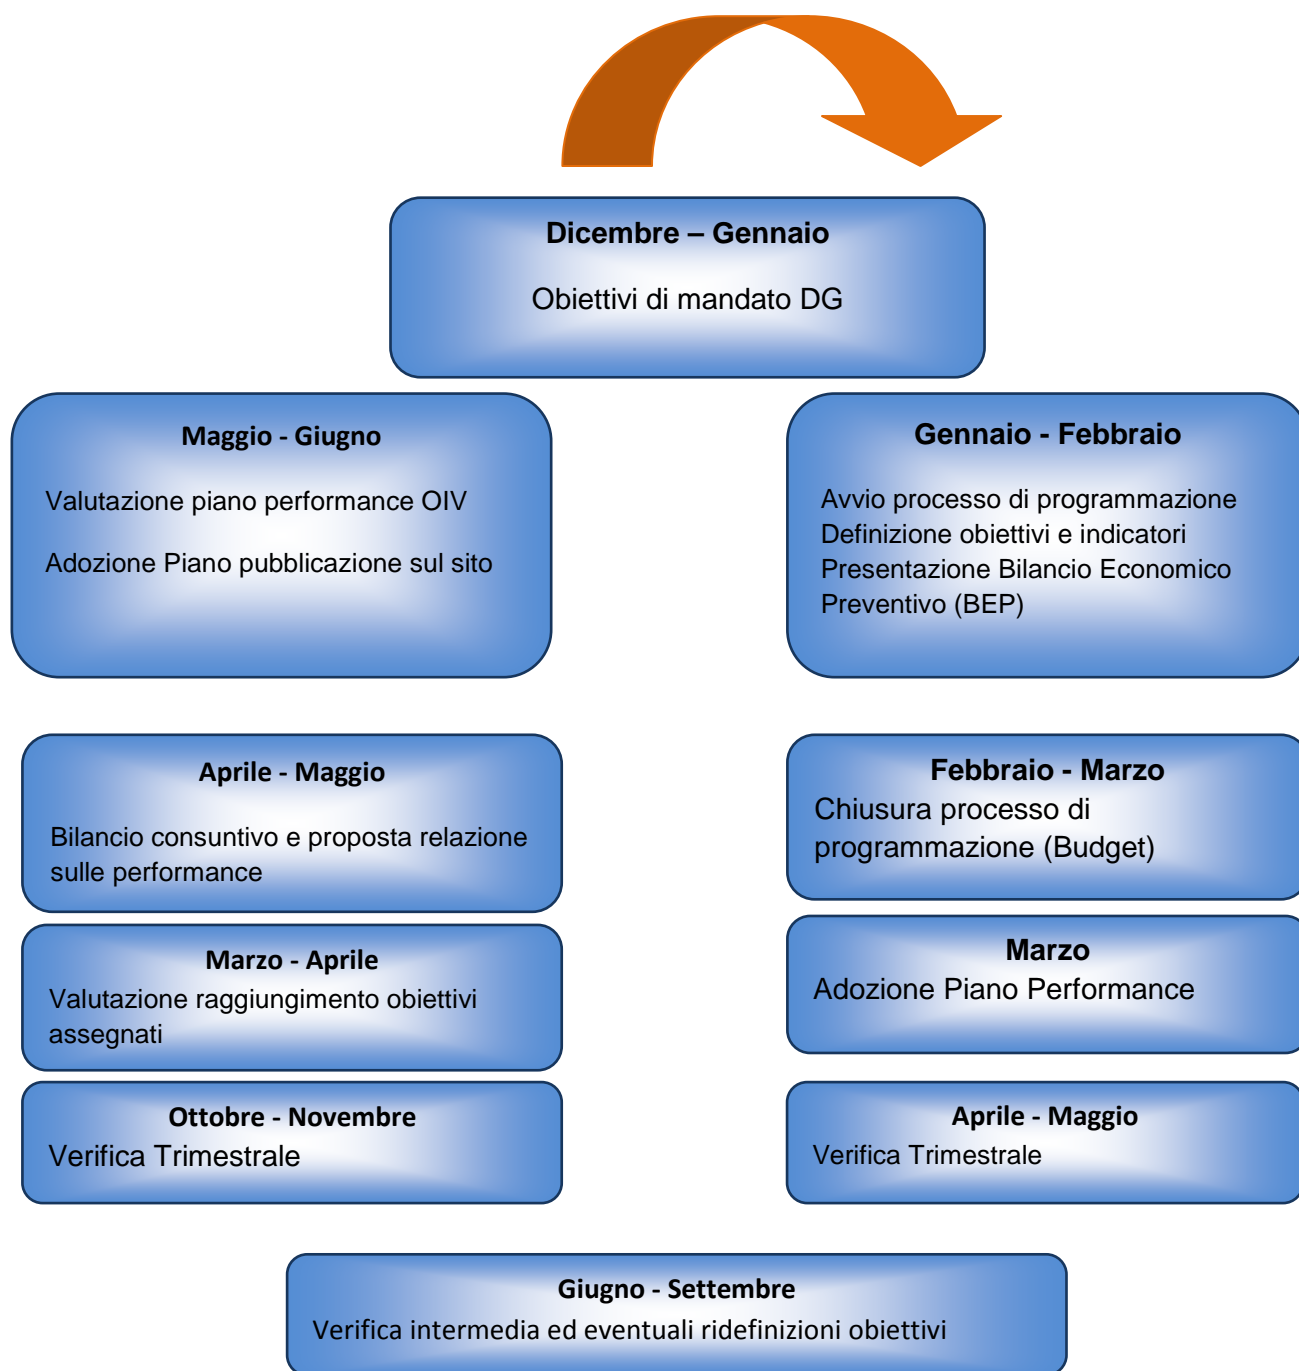 Dicembre – Gennaio
Obiettivi di mandato DG
Maggio - Giugno
Valutazione piano performance OIV
Adozione Piano pubblicazione sul sito
Gennaio - Febbraio
Avvio processo di programmazione
Definizione obiettivi e indicatori
Presentazione Bilancio Economico
Preventivo (BEP)
Aprile - Maggio
Bilancio consuntivo e proposta relazione
sulle performance
Febbraio - Marzo
Chiusura processo di
programmazione (Budget)
Marzo - Aprile
Valutazione raggiungimento obiettivi
assegnati
Marzo
Adozione Piano Performance
Ottobre - Novembre
Verifica Trimestrale
Aprile - Maggio
Verifica Trimestrale
Giugno - Settembre
Verifica intermedia ed eventuali ridefinizioni obiettivi